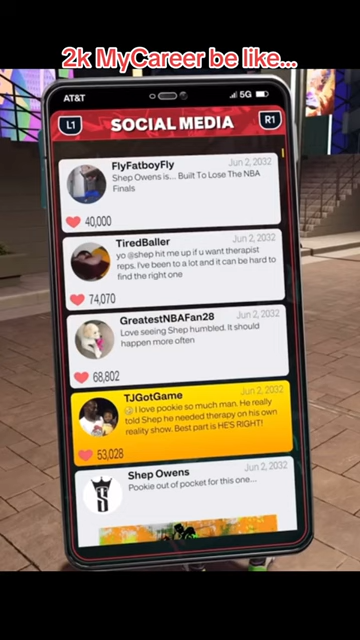 2k MyCareer be like...
AT&T 5G
L1 SOCIAL MEDIA R1
FlyFatboyFly Jun 2, 2032
Shep Owens is... Built To Lose The NBA
Finals
40,000
TiredBaller Jun 2, 2032
yo @shep hit me up if u want therapist
reps. I've been to a lot and it can be hard to
find the right one
74,070
GreatestNBAFan28 Jun 2, 2032
Love seeing Shep humbled. It should
happen more often
68,802
TJGotGame Jun 2, 2032
🤣 I love pookie so much man. He really
told Shep he needed therapy on his own
reality show. Best part is HE'S RIGHT!
53,028
Shep Owens Jun 2, 2032
Pookie out of pocket for this one...